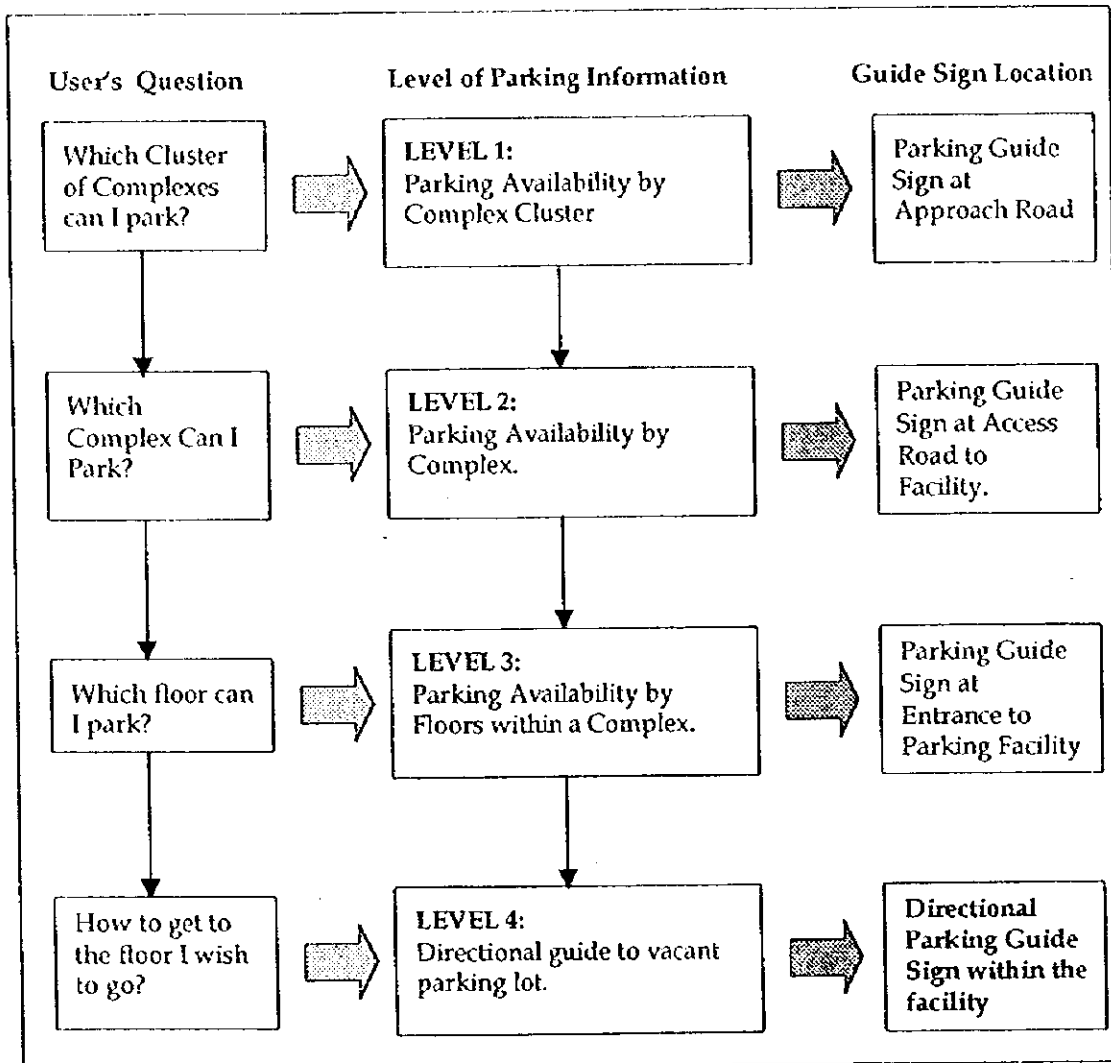 User's Question
Level of Parking Information
Guide Sign Location
Which Cluster
of Complexes
can I park?
LEVEL 1:
Parking Availability by
Complex Cluster
Parking Guide
Sign at
Approach Road
Which
Complex Can I
Park?
LEVEL 2:
Parking Availability by
Complex.
Parking Guide
Sign at Access
Road to
Facility.
Which floor can
I park?
LEVEL 3:
Parking Availability by
Floors within a Complex.
Parking Guide
Sign at
Entrance to
Parking Facility
How to get to
the floor I wish
to go?
LEVEL 4:
Directional guide to vacant
parking lot.
Directional
Parking Guide
Sign within the
facility